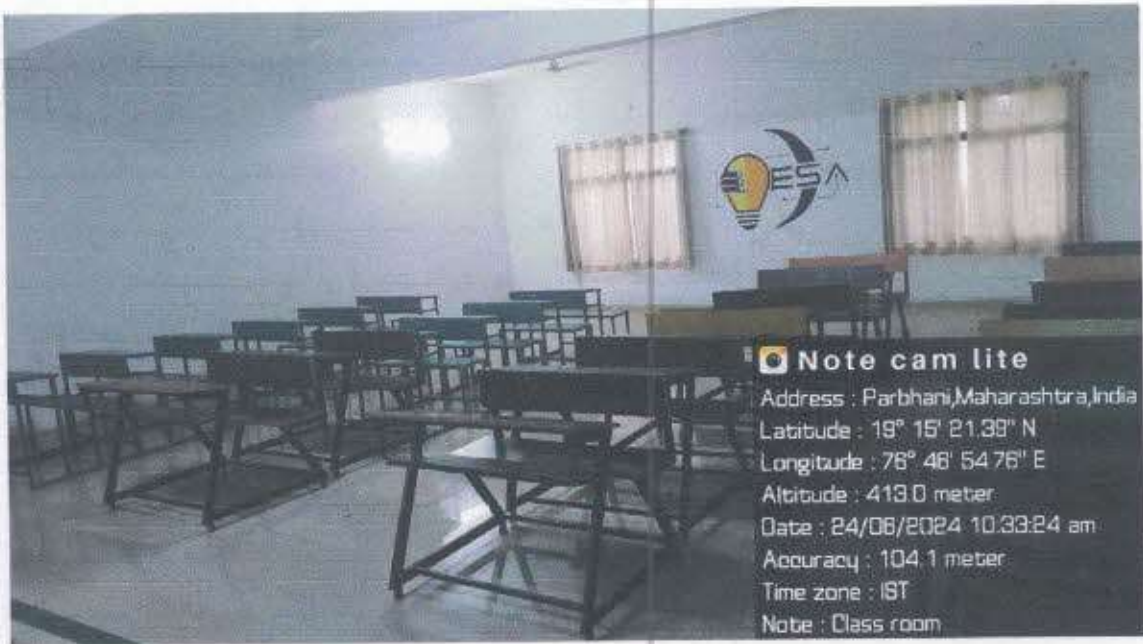 ESA
Note cam lite
Address : Parbhani,Maharashtra,India
Latitude : 19° 15' 21.39" N
Longitude : 76° 46' 54.76" E
Altitude : 413.0 meter
Date : 24/06/2024 10:33:24 am
Accuracy : 104.1 meter
Time zone : IST
Note : Class room